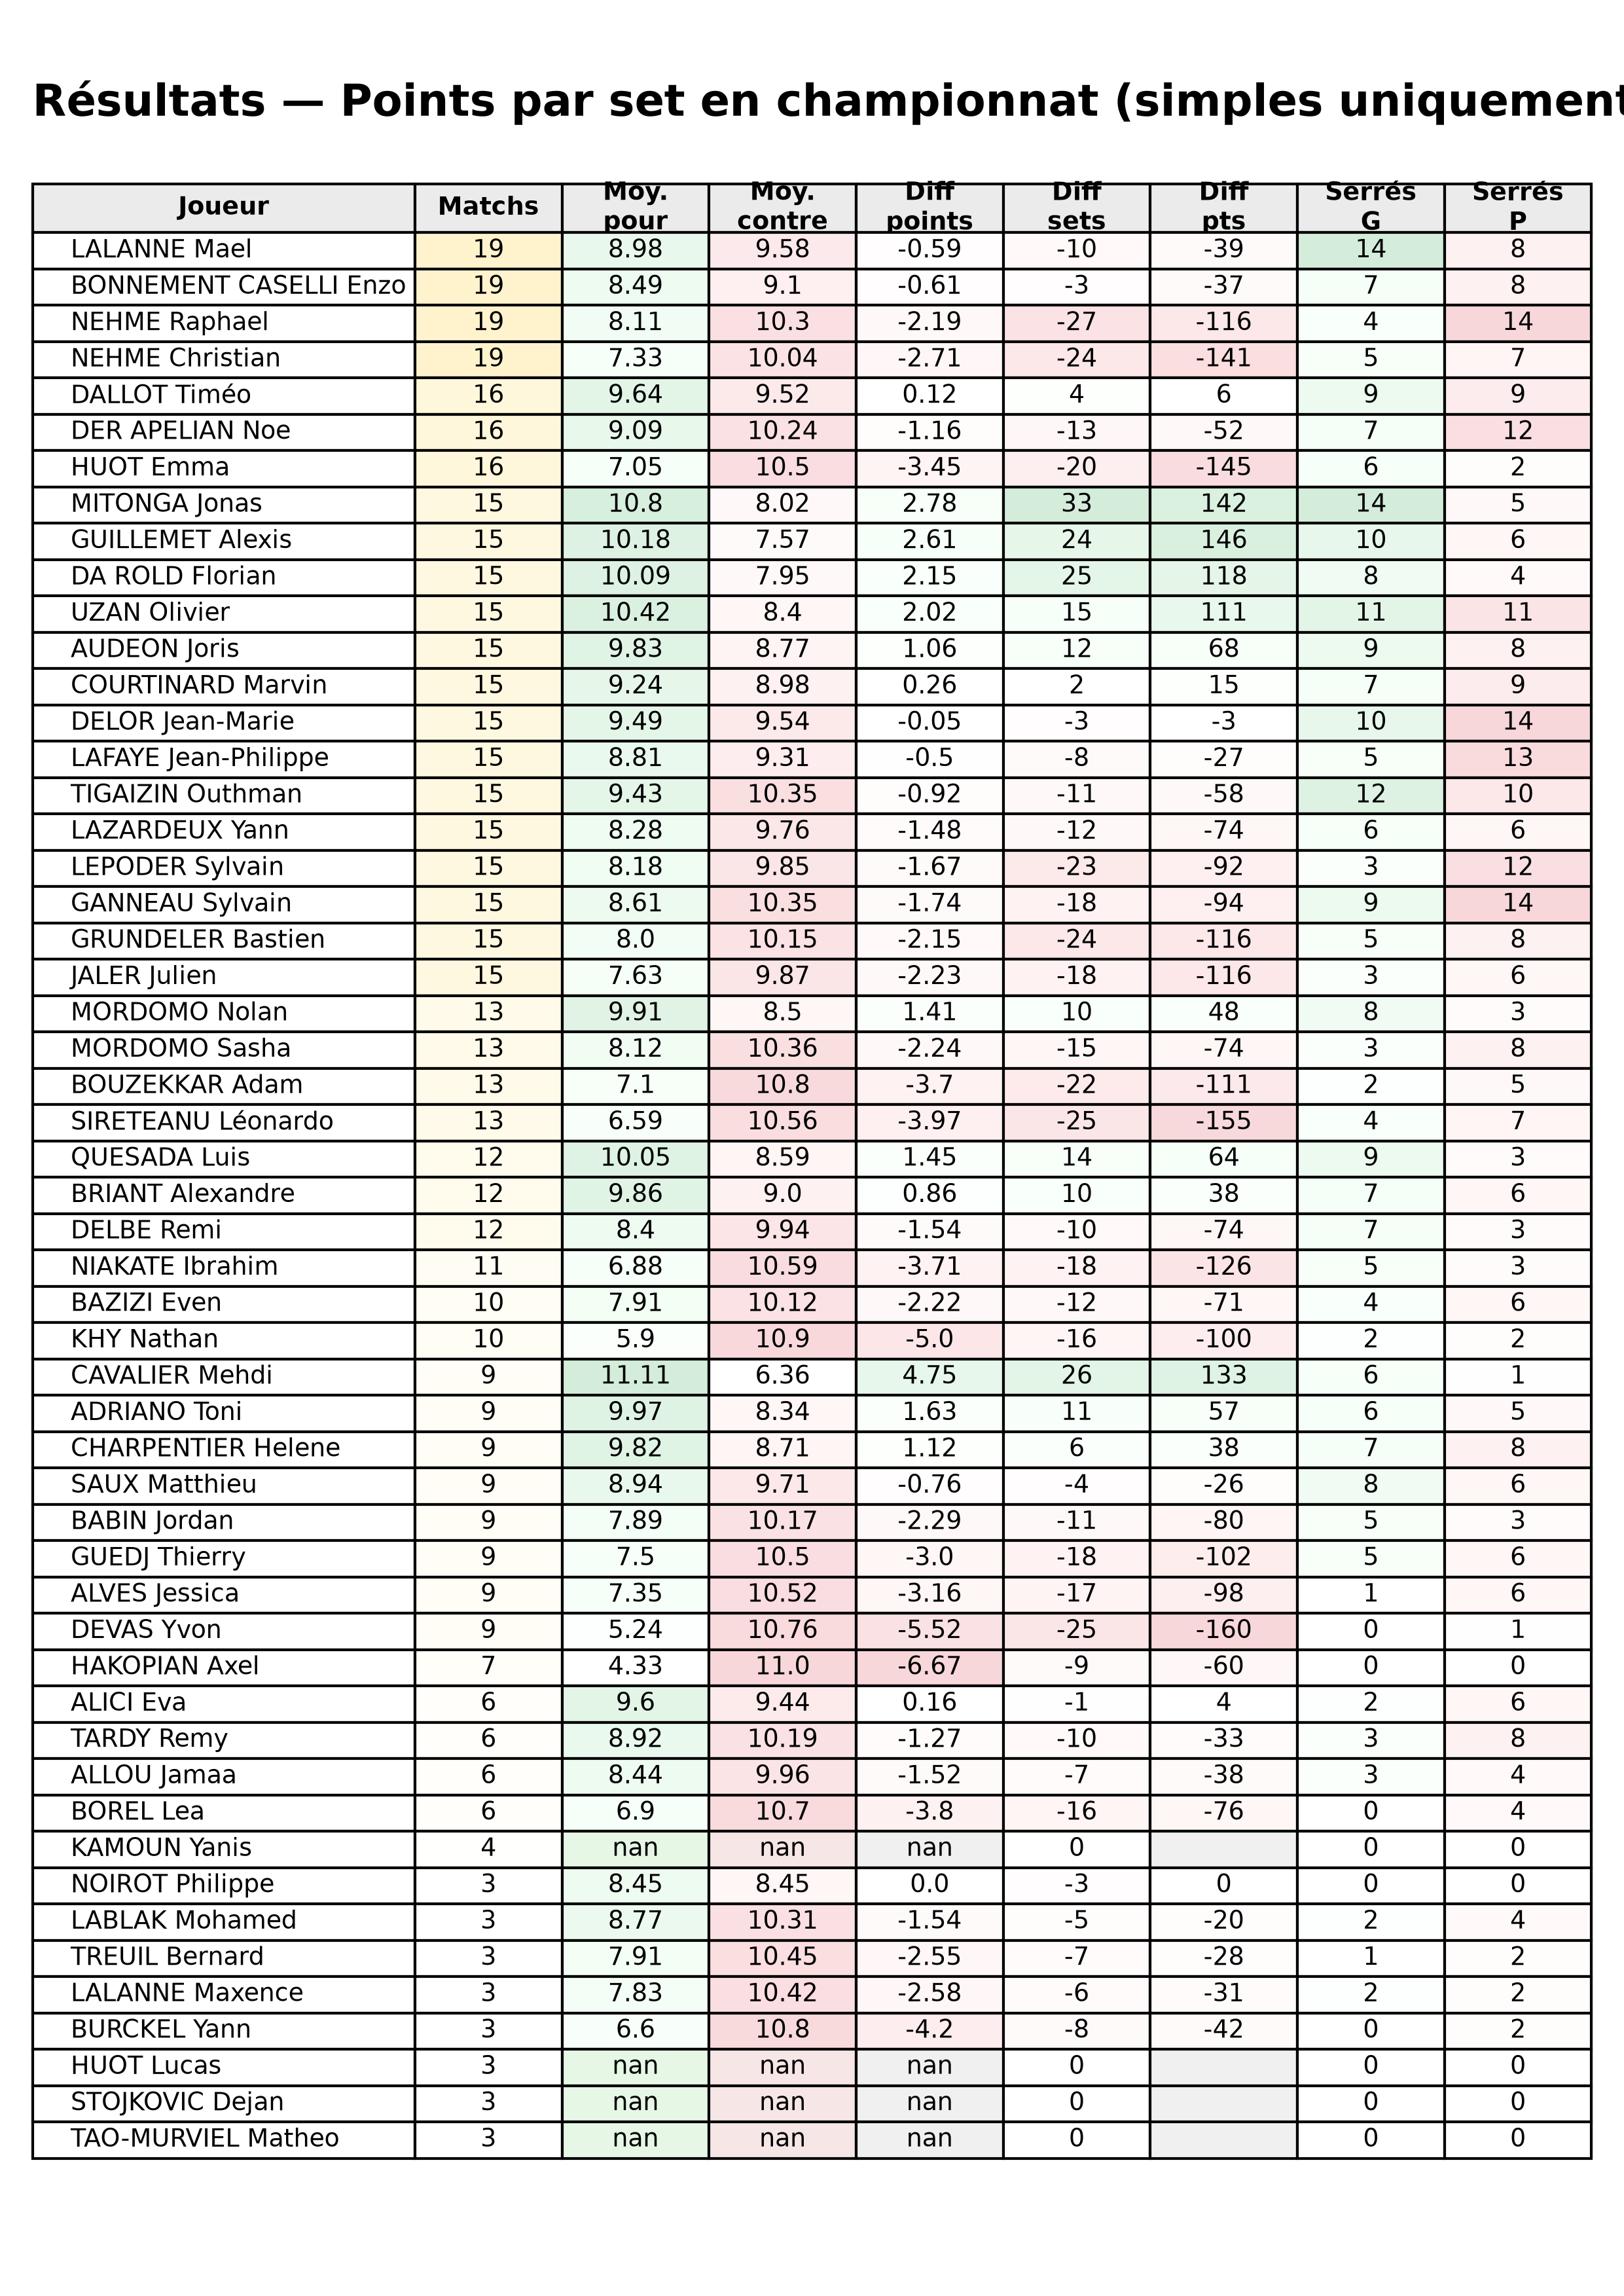 Résultats — Points par set en championnat (simples uniquement
Joueur Matchs Moy. pour Moy. contre Diff points Diff sets Diff pts Serrés G Serrés P
LALANNE Mael 19 8.98 9.58 -0.59 -10 -39 14 8
BONNEMENT CASELLI Enzo 19 8.49 9.1 -0.61 -3 -37 7 8
NEHME Raphael 19 8.11 10.3 -2.19 -27 -116 4 14
NEHME Christian 19 7.33 10.04 -2.71 -24 -141 5 7
DALLOT Timéo 16 9.64 9.52 0.12 4 6 9 9
DER APELIAN Noe 16 9.09 10.24 -1.16 -13 -52 7 12
HUOT Emma 16 7.05 10.5 -3.45 -20 -145 6 2
MITONGA Jonas 15 10.8 8.02 2.78 33 142 14 5
GUILLEMET Alexis 15 10.18 7.57 2.61 24 146 10 6
DA ROLD Florian 15 10.09 7.95 2.15 25 118 8 4
UZAN Olivier 15 10.42 8.4 2.02 15 111 11 11
AUDEON Joris 15 9.83 8.77 1.06 12 68 9 8
COURTINARD Marvin 15 9.24 8.98 0.26 2 15 7 9
DELOR Jean-Marie 15 9.49 9.54 -0.05 -3 -3 10 14
LAFAYE Jean-Philippe 15 8.81 9.31 -0.5 -8 -27 5 13
TIGAIZIN Outhman 15 9.43 10.35 -0.92 -11 -58 12 10
LAZARDEUX Yann 15 8.28 9.76 -1.48 -12 -74 6 6
LEPODER Sylvain 15 8.18 9.85 -1.67 -23 -92 3 12
GANNEAU Sylvain 15 8.61 10.35 -1.74 -18 -94 9 14
GRUNDELER Bastien 15 8.0 10.15 -2.15 -24 -116 5 8
JALER Julien 15 7.63 9.87 -2.23 -18 -116 3 6
MORDOMO Nolan 13 9.91 8.5 1.41 10 48 8 3
MORDOMO Sasha 13 8.12 10.36 -2.24 -15 -74 3 8
BOUZEKKAR Adam 13 7.1 10.8 -3.7 -22 -111 2 5
SIRETEANU Léonardo 13 6.59 10.56 -3.97 -25 -155 4 7
QUESADA Luis 12 10.05 8.59 1.45 14 64 9 3
BRIANT Alexandre 12 9.86 9.0 0.86 10 38 7 6
DELBE Remi 12 8.4 9.94 -1.54 -10 -74 7 3
NIAKATE Ibrahim 11 6.88 10.59 -3.71 -18 -126 5 3
BAZIZI Even 10 7.91 10.12 -2.22 -12 -71 4 6
KHY Nathan 10 5.9 10.9 -5.0 -16 -100 2 2
CAVALIER Mehdi 9 11.11 6.36 4.75 26 133 6 1
ADRIANO Toni 9 9.97 8.34 1.63 11 57 6 5
CHARPENTIER Helene 9 9.82 8.71 1.12 6 38 7 8
SAUX Matthieu 9 8.94 9.71 -0.76 -4 -26 8 6
BABIN Jordan 9 7.89 10.17 -2.29 -11 -80 5 3
GUEDJ Thierry 9 7.5 10.5 -3.0 -18 -102 5 6
ALVES Jessica 9 7.35 10.52 -3.16 -17 -98 1 6
DEVAS Yvon 9 5.24 10.76 -5.52 -25 -160 0 1
HAKOPIAN Axel 7 4.33 11.0 -6.67 -9 -60 0 0
ALICI Eva 6 9.6 9.44 0.16 -1 4 2 6
TARDY Remy 6 8.92 10.19 -1.27 -10 -33 3 8
ALLOU Jamaa 6 8.44 9.96 -1.52 -7 -38 3 4
BOREL Lea 6 6.9 10.7 -3.8 -16 -76 0 4
KAMOUN Yanis 4 nan nan nan 0 0 0
NOIROT Philippe 3 8.45 8.45 0.0 -3 0 0 0
LABLAK Mohamed 3 8.77 10.31 -1.54 -5 -20 2 4
TREUIL Bernard 3 7.91 10.45 -2.55 -7 -28 1 2
LALANNE Maxence 3 7.83 10.42 -2.58 -6 -31 2 2
BURCKEL Yann 3 6.6 10.8 -4.2 -8 -42 0 2
HUOT Lucas 3 nan nan nan 0 0 0
STOJKOVIC Dejan 3 nan nan nan 0 0 0
TAO-MURVIEL Matheo 3 nan nan nan 0 0 0